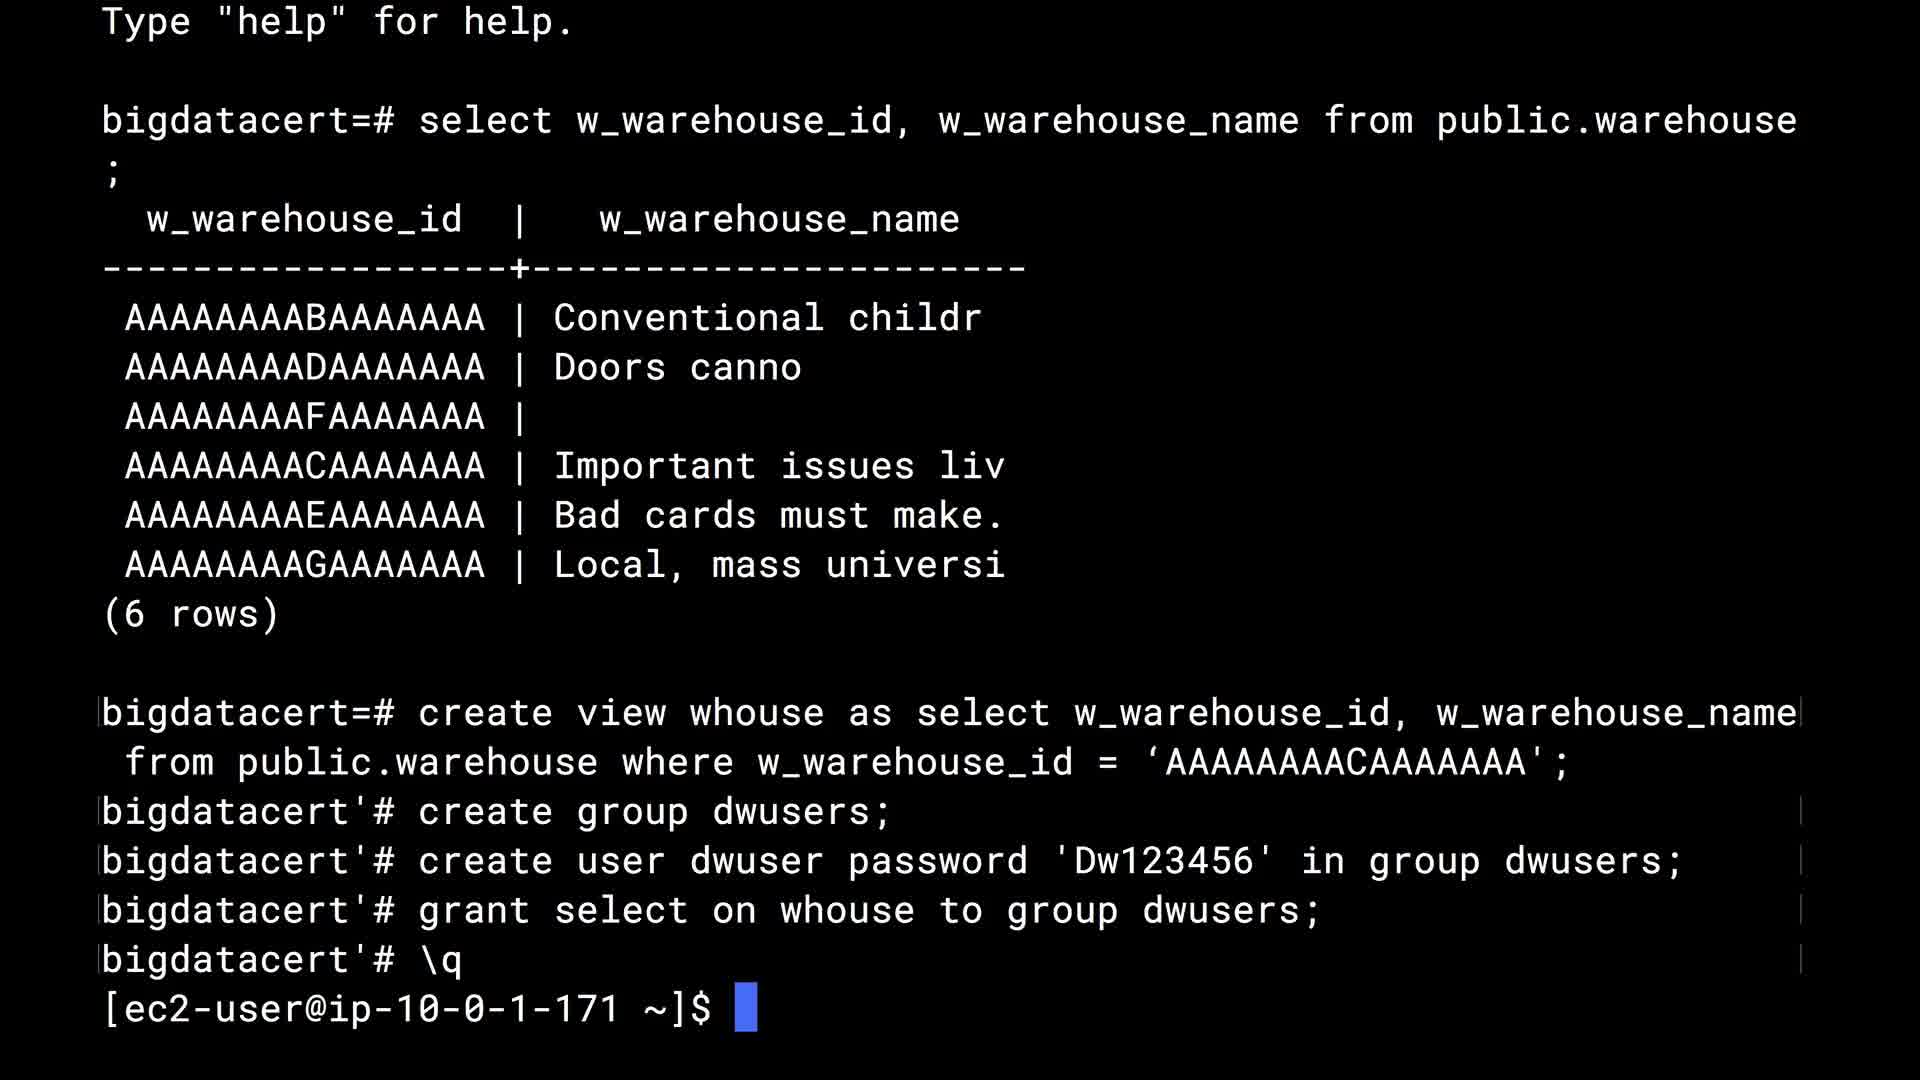 Type "help" for help.
bigdatacert=# select w_warehouse_id, w_warehouse_name from public.warehouse
;
w_warehouse_id | w_warehouse_name
------------------+----------------------
AAAAAAAABAAAAAAA | Conventional childr
AAAAAAAADAAAAAAA | Doors canno
AAAAAAAAFAAAAAAA |
AAAAAAAACAAAAAAA | Important issues liv
AAAAAAAAEAAAAAAA | Bad cards must make.
AAAAAAAAGAAAAAAA | Local, mass universi
(6 rows)
bigdatacert=# create view whouse as select w_warehouse_id, w_warehouse_name
from public.warehouse where w_warehouse_id = ‘AAAAAAAACAAAAAAA';
bigdatacert'# create group dwusers;
bigdatacert'# create user dwuser password 'Dw123456' in group dwusers;
bigdatacert'# grant select on whouse to group dwusers;
bigdatacert'# \q
[ec2-user@ip-10-0-1-171 ~]$